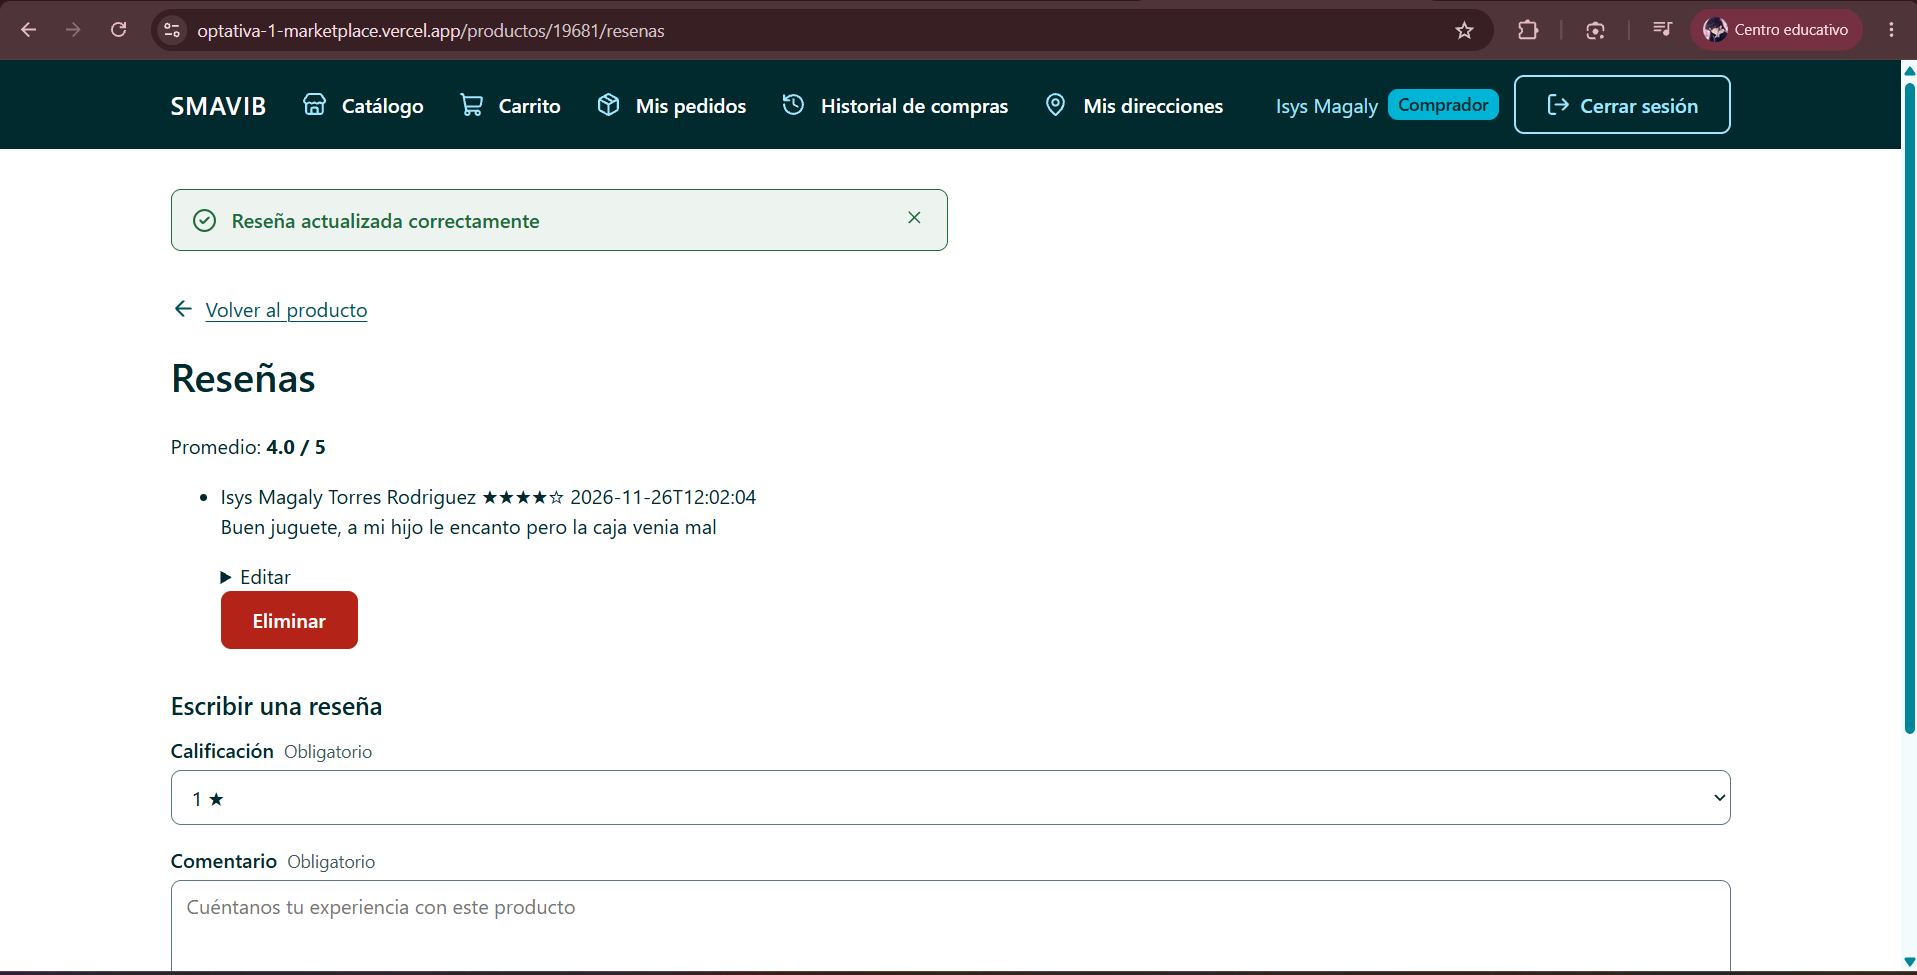 optativa-1-marketplace.vercel.app/productos/19681/resenas
Centro educativo
SMAVIB
Catálogo
Carrito
Mis pedidos
Historial de compras
Mis direcciones
Isys Magaly
Comprador
Cerrar sesión
Reseña actualizada correctamente
Volver al producto
Reseñas
Promedio: 4.0 / 5
Isys Magaly Torres Rodriguez ★★★★☆ 2026-11-26T12:02:04
Buen juguete, a mi hijo le encanto pero la caja venia mal
Editar
Eliminar
Escribir una reseña
Calificación Obligatorio
1 ★
Comentario Obligatorio
Cuéntanos tu experiencia con este producto